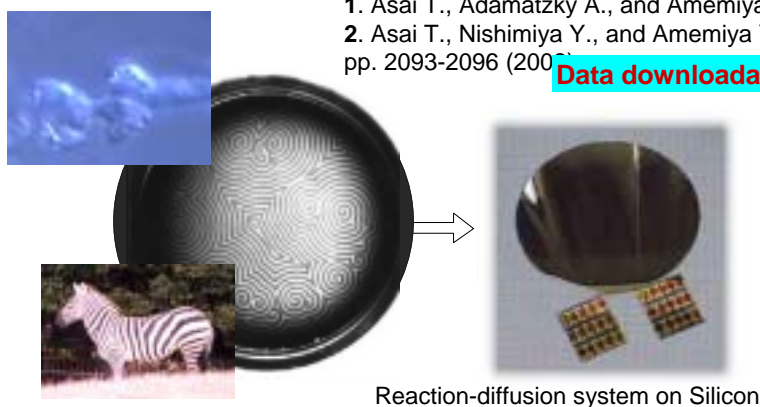 1. Asai T., Adamatzky A., and Amemiya
2. Asai T., Nishimiya Y., and Amemiya
pp. 2093-2096 (200
Data downloada
Reaction-diffusion system on Silicon